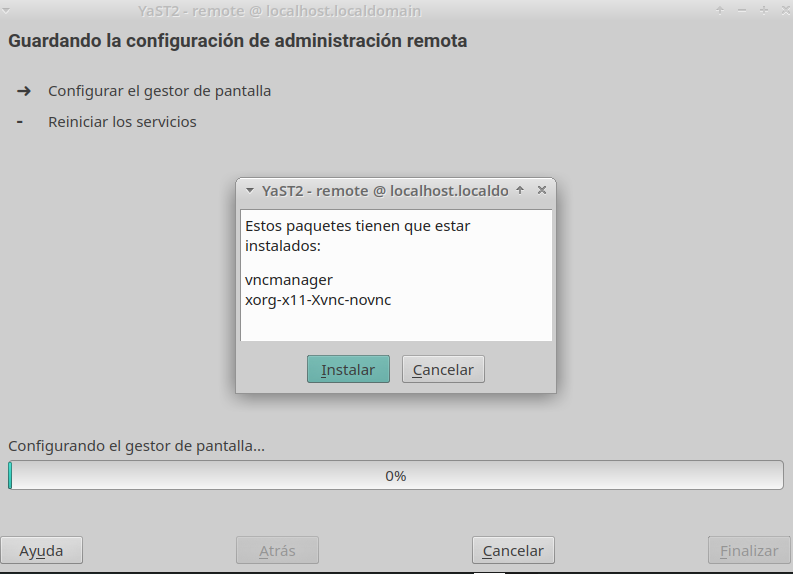 YaST2 - remote @ localhost.localdomain
Guardando la configuración de administración remota
Configurar el gestor de pantalla
- Reiniciar los servicios
YaST2 - remote @ localhost.localdo
Estos paquetes tienen que estar
instalados:
vncmanager
xorg-x11-Xvnc-novnc
Instalar Cancelar
Configurando el gestor de pantalla...
0%
Ayuda Atrás Cancelar Finalizar